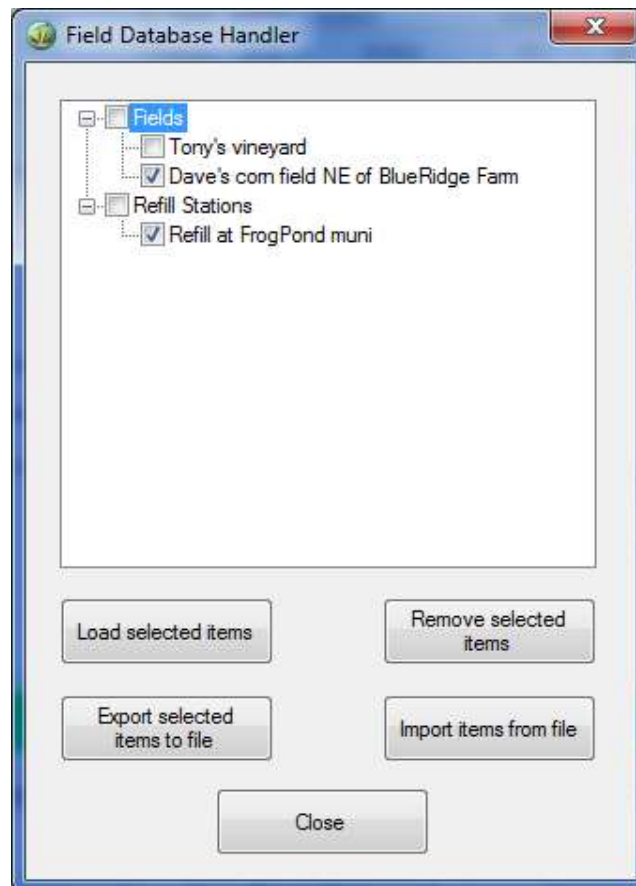 Field Database Handler
Fields
Tony's vineyard
Dave's corn field NE of BlueRidge Farm
Refill Stations
Refill at FrogPond muni
Load selected items
Remove selected
items
Export selected
items to file
Import items from file
Close